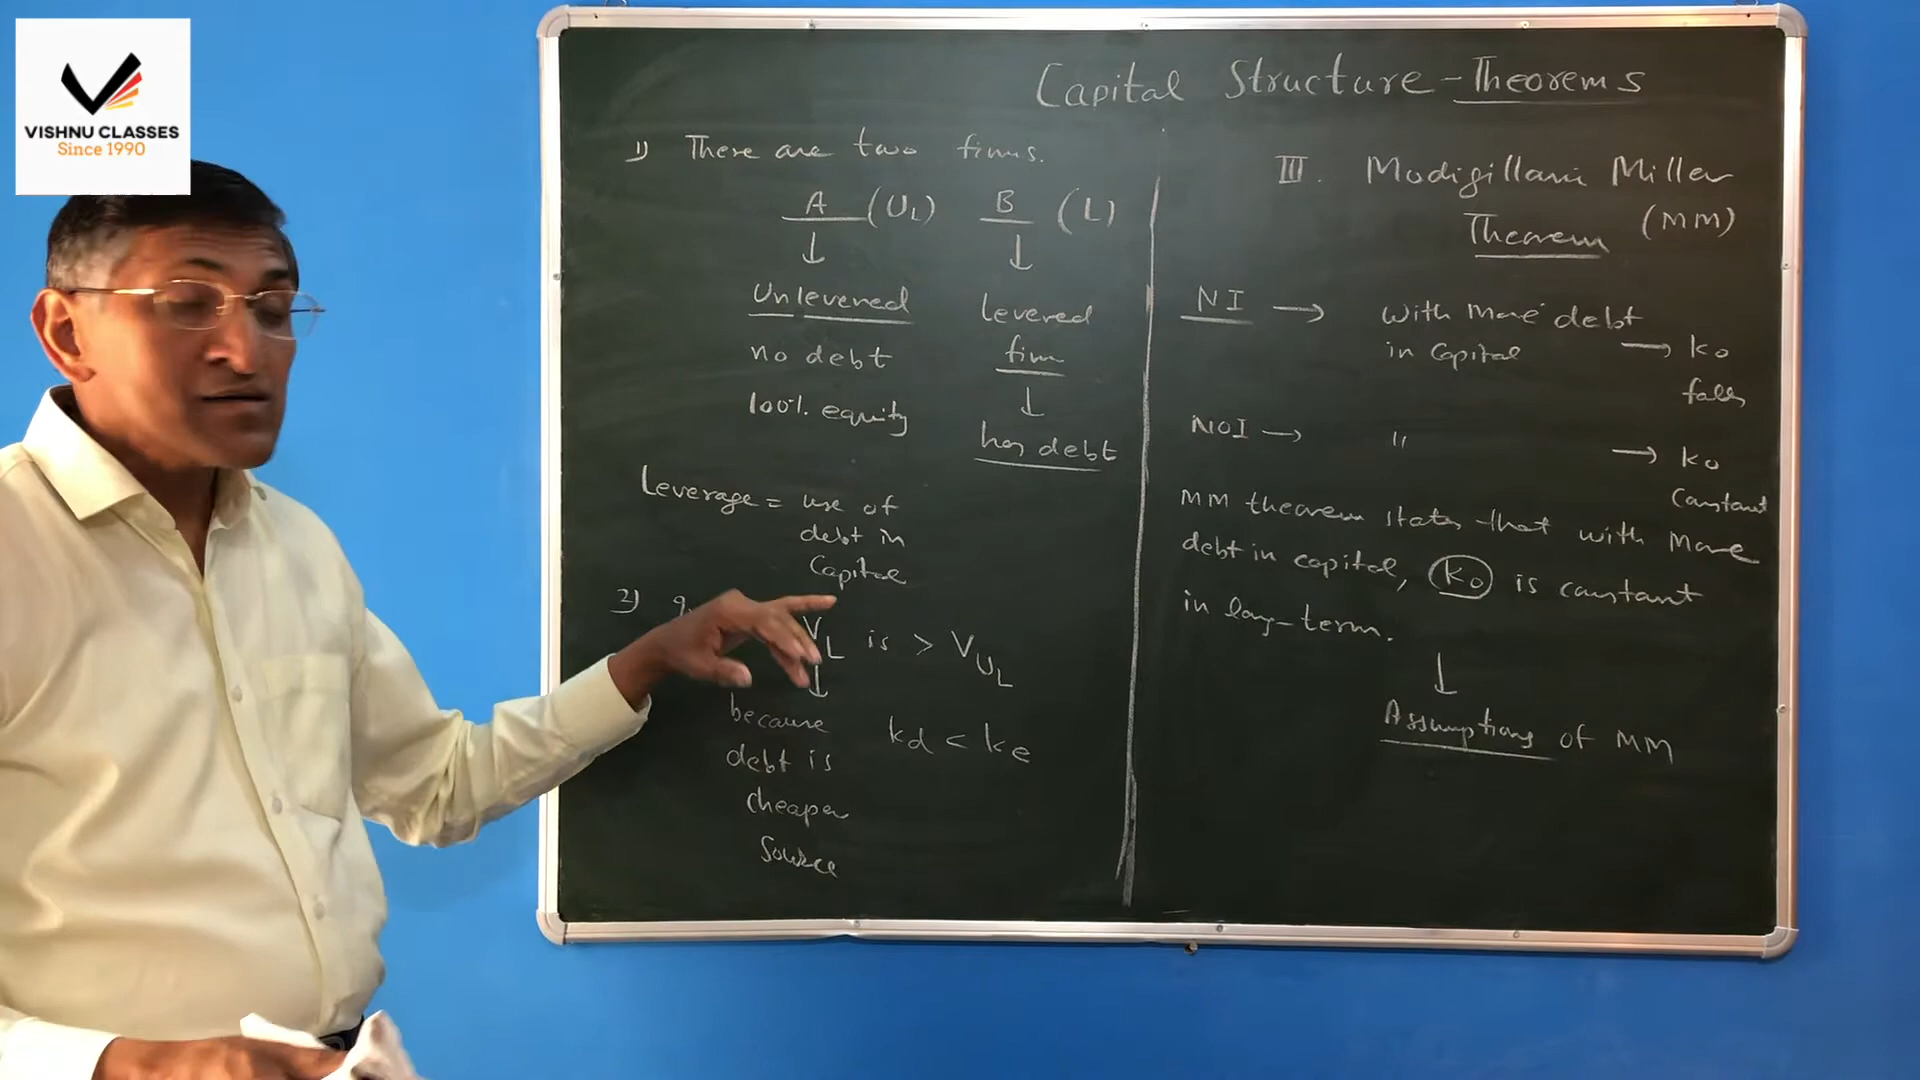 VISHNU CLASSES
Since 1990
Capital Structure - Theorems
1) There are two firms.
A (UL) B (L)
↓ ↓
Unlevered
no debt
100% equity
Levered
firm
↓
has debt
Leverage = use of
debt in
Capital
2)
VL is > VUL
↓
because
debt is
cheaper
source
kd < ke
III. Modigillani Miller
Theorem (MM)
NI → With more debt
in Capital → ko
falls
NOI → " → ko
Constant
MM theorem states that with more
debt in capital, ko is constant
in long-term.
↓
Assumptions of MM